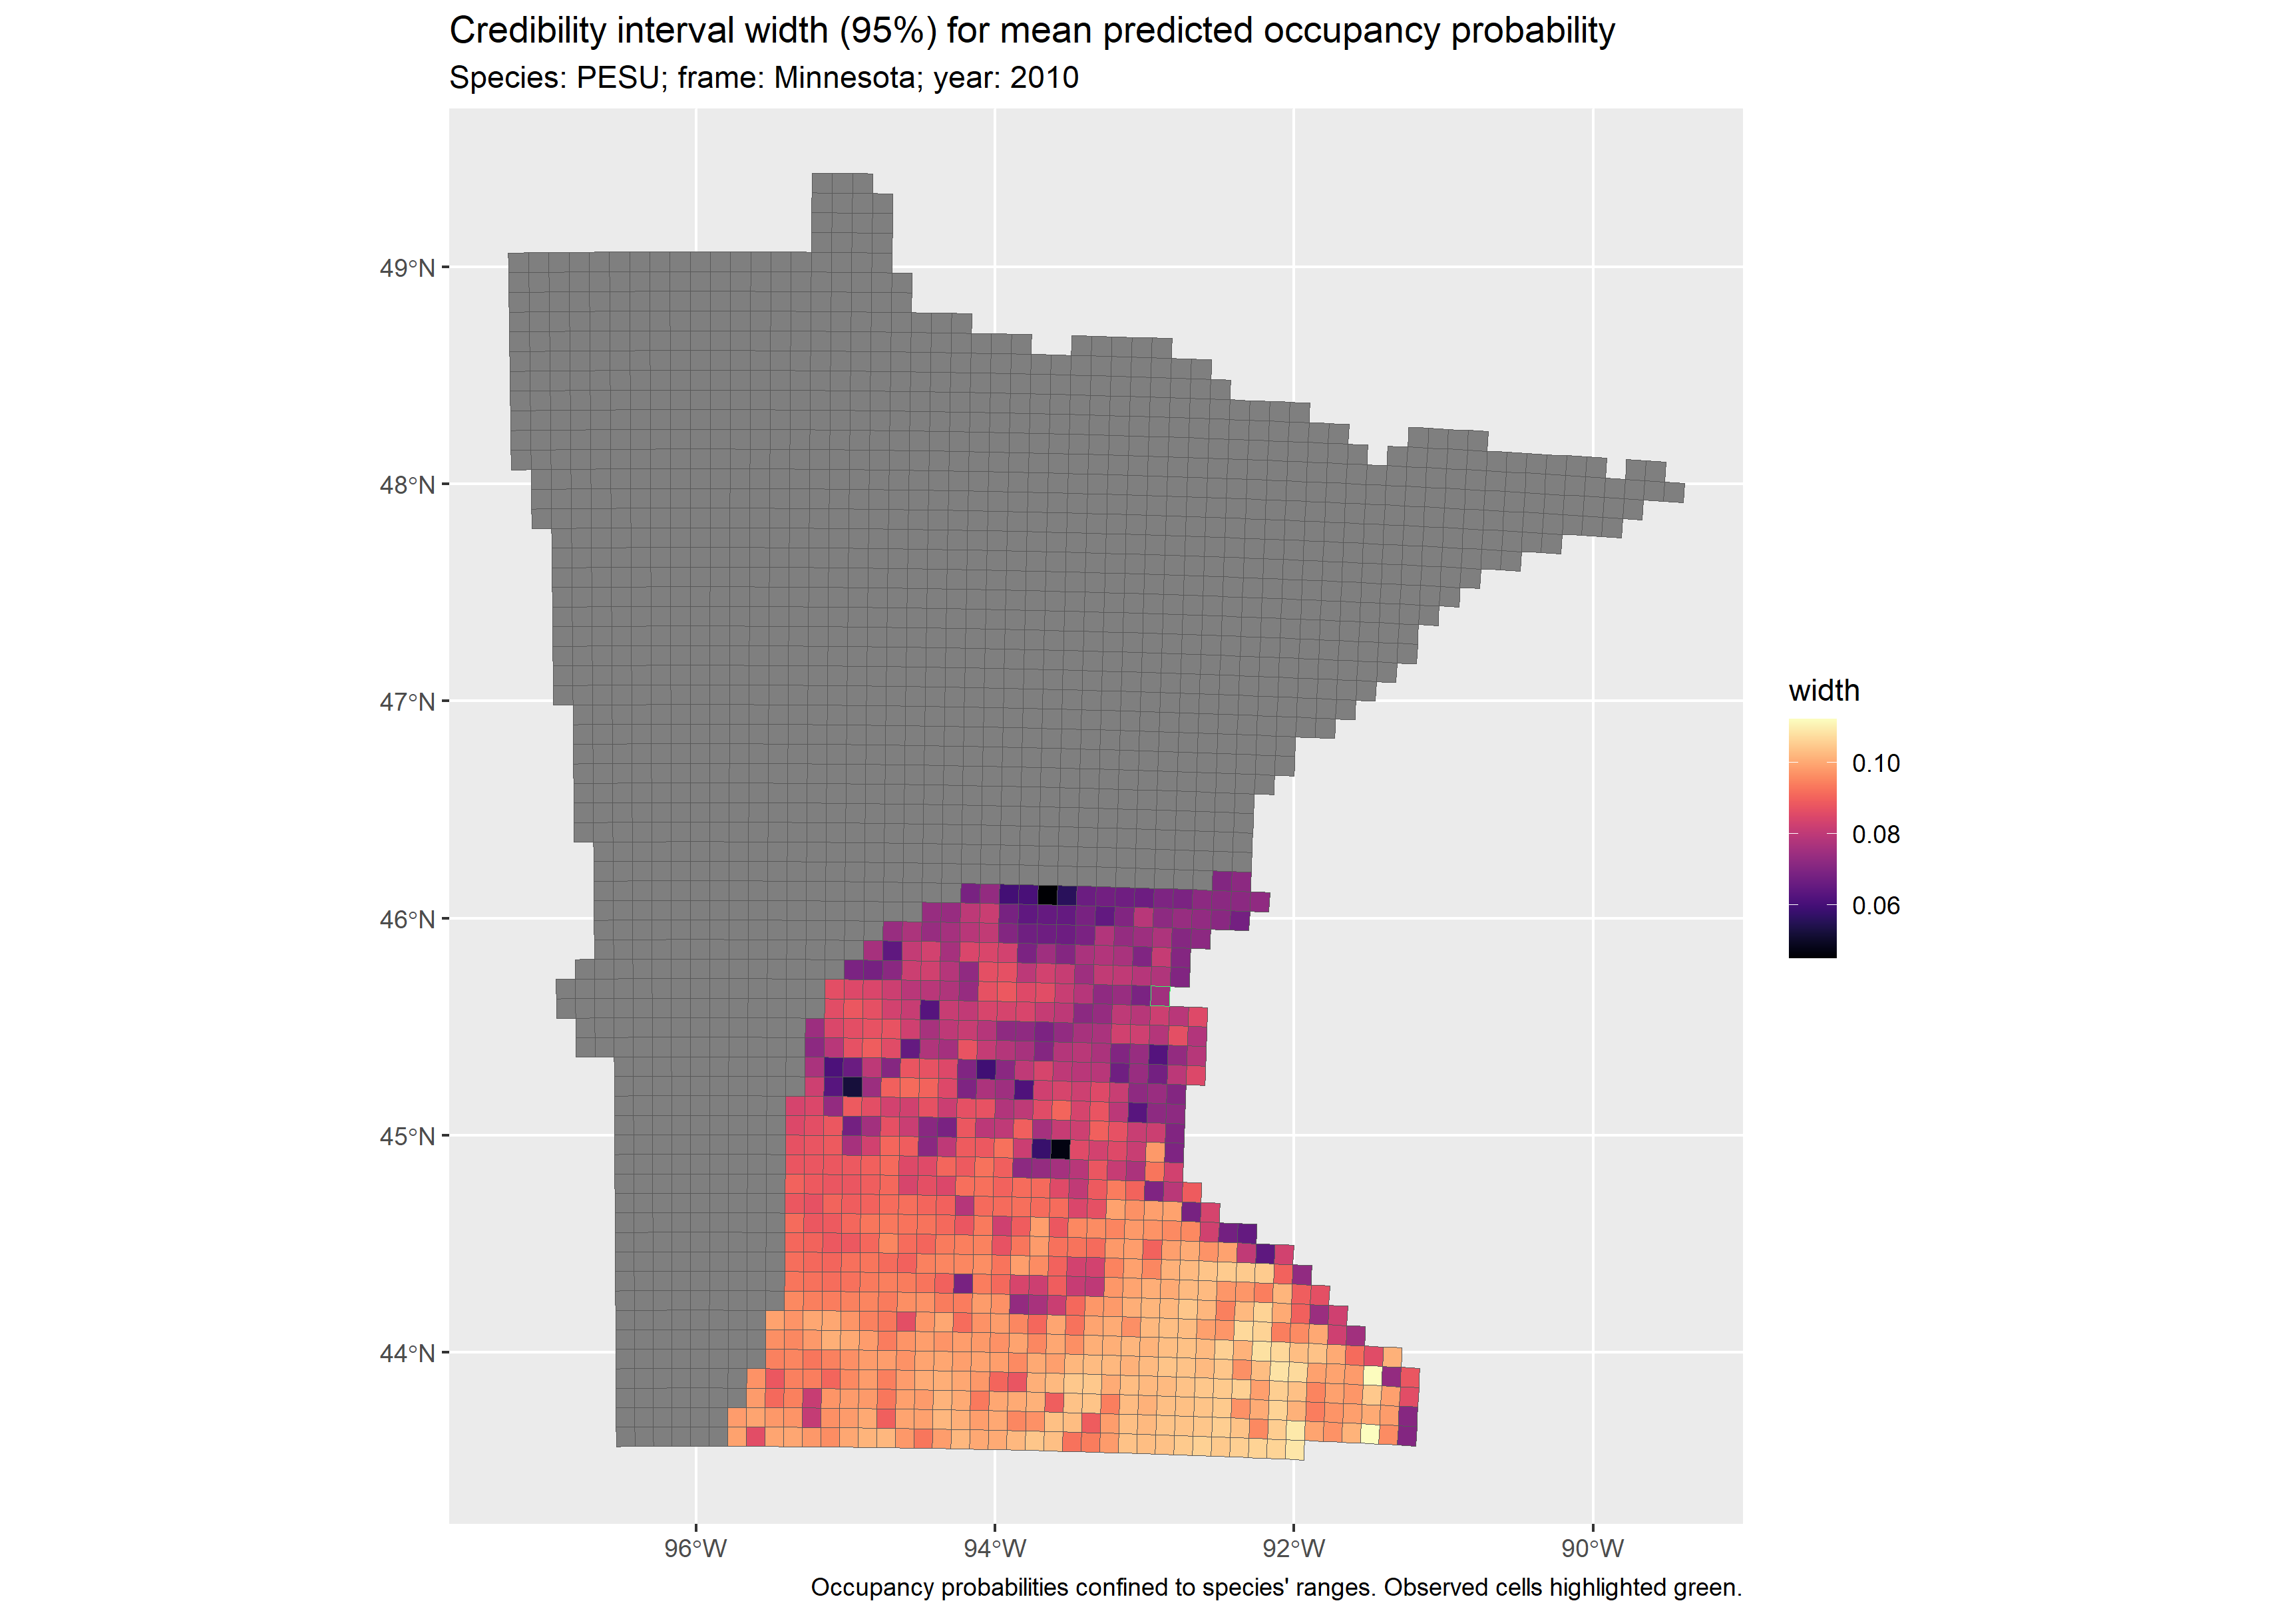 Credibility interval width (95%) for mean predicted occupancy probability
Species: PESU; frame: Minnesota; year: 2010
49°N
48°N
47°N
46°N
45°N
44°N
96°W
94°W
92°W
90°W
width
0.10
0.08
0.06
Occupancy probabilities confined to species' ranges. Observed cells highlighted green.